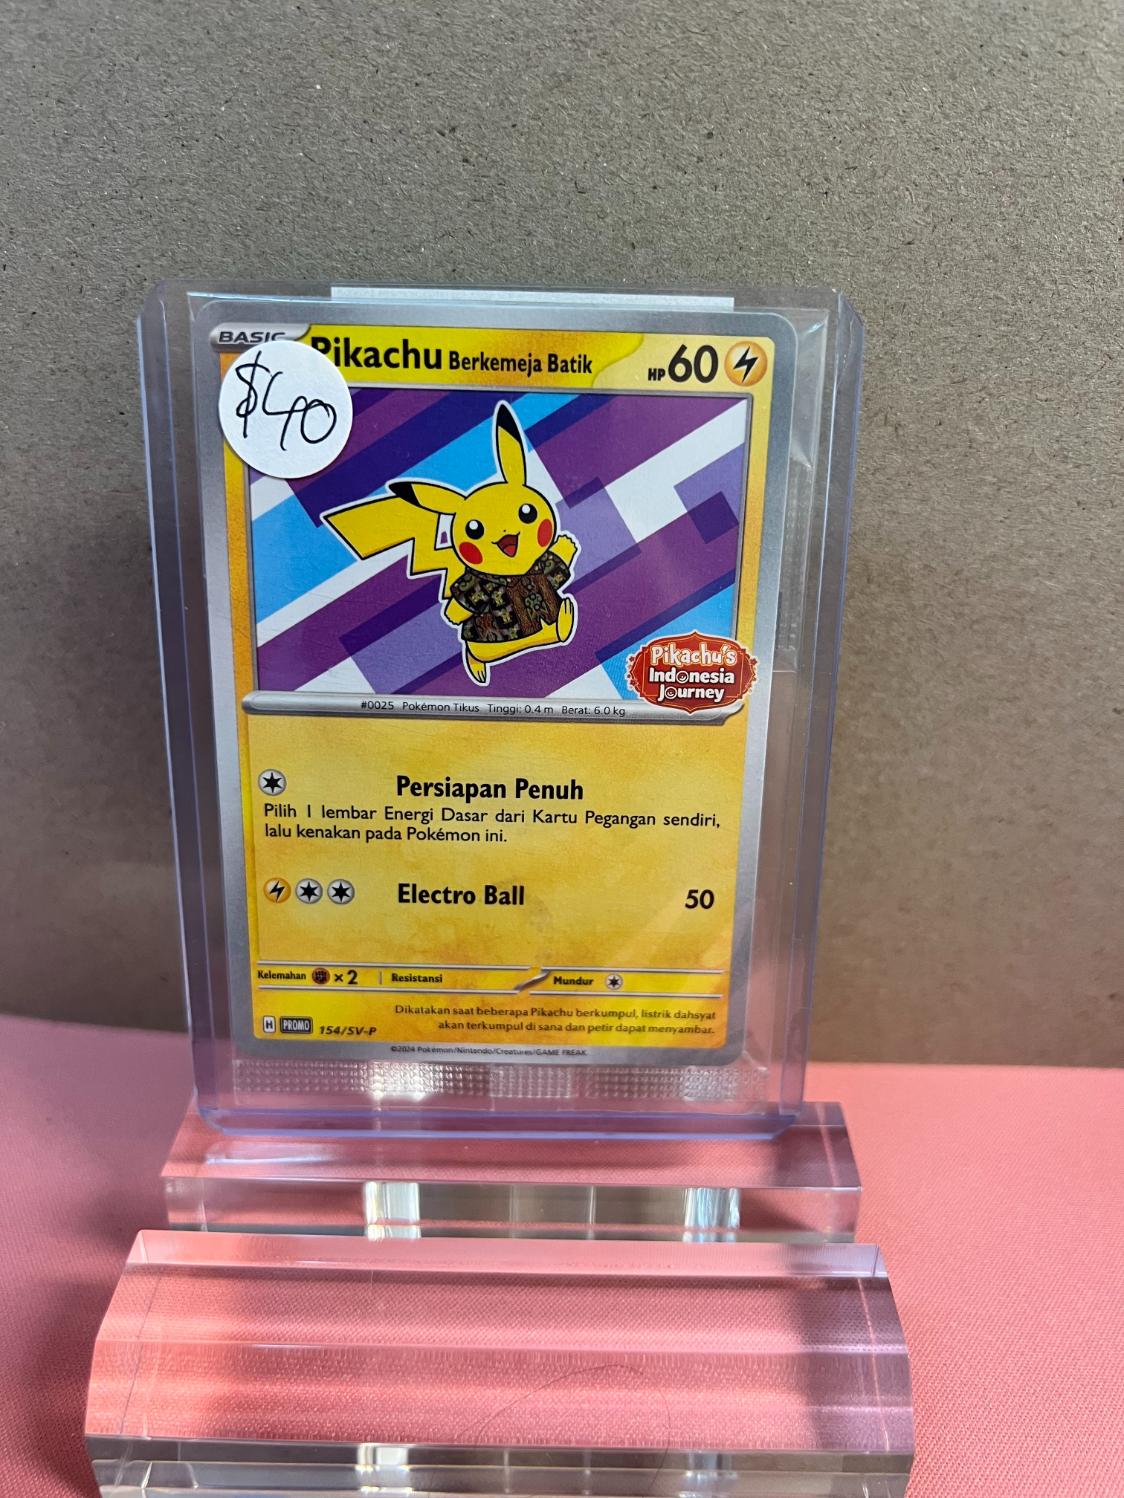 BASIC
Pikachu Berkemeja Batik HP 60
$40
Pikachu's
Indonesia
Journey
#0025 Pokémon Tikus Tinggi: 0.4 m Berat: 6.0 kg
Persiapan Penuh
Pilih 1 lembar Energi Dasar dari Kartu Pegangan sendiri,
lalu kenakan pada Pokémon ini.
Electro Ball 50
Kelemahan ×2 Resistansi Mundur
Dikatakan saat beberapa Pikachu berkumpul, listrik dahsyat
akan terkumpul di sana dan petir dapat menyambar.
H PROMO 154/SV-P
©2024 Pokémon/Nintendo/Creatures/GAME FREAK.